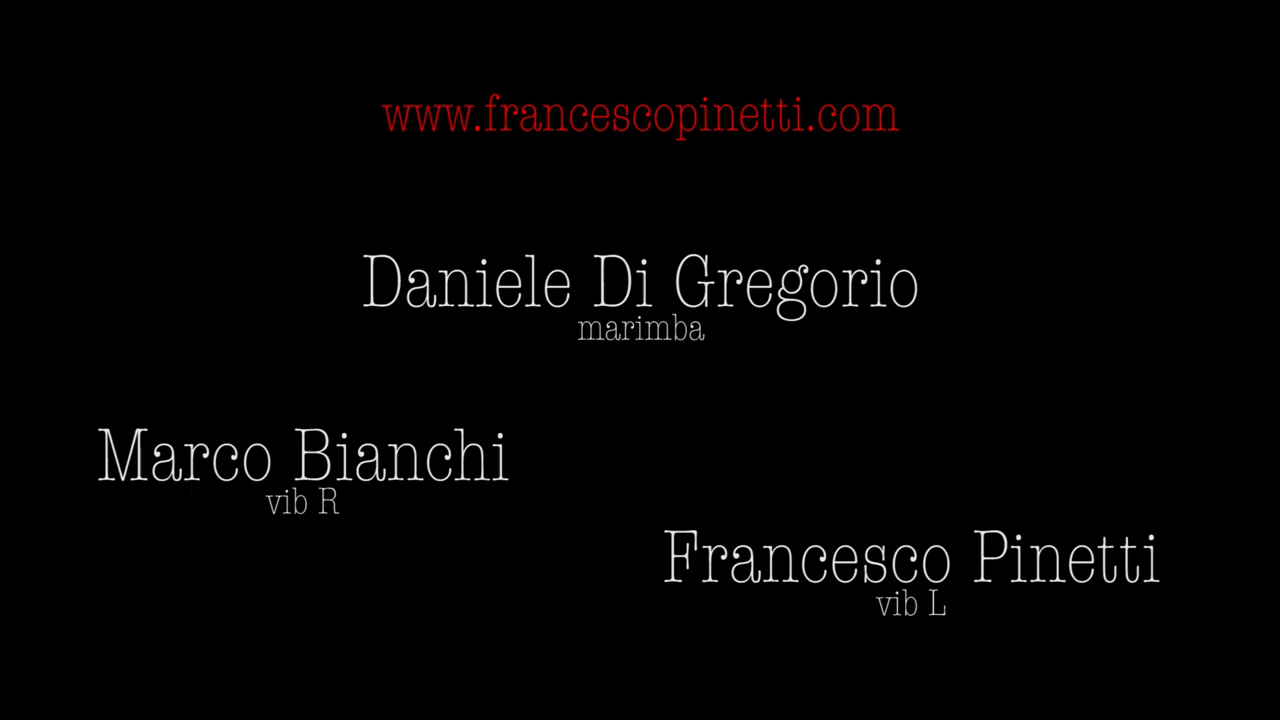 www.francescopinetti.com
Daniele Di Gregorio
marimba
Marco Bianchi
vib R
Francesco Pinetti
vib L